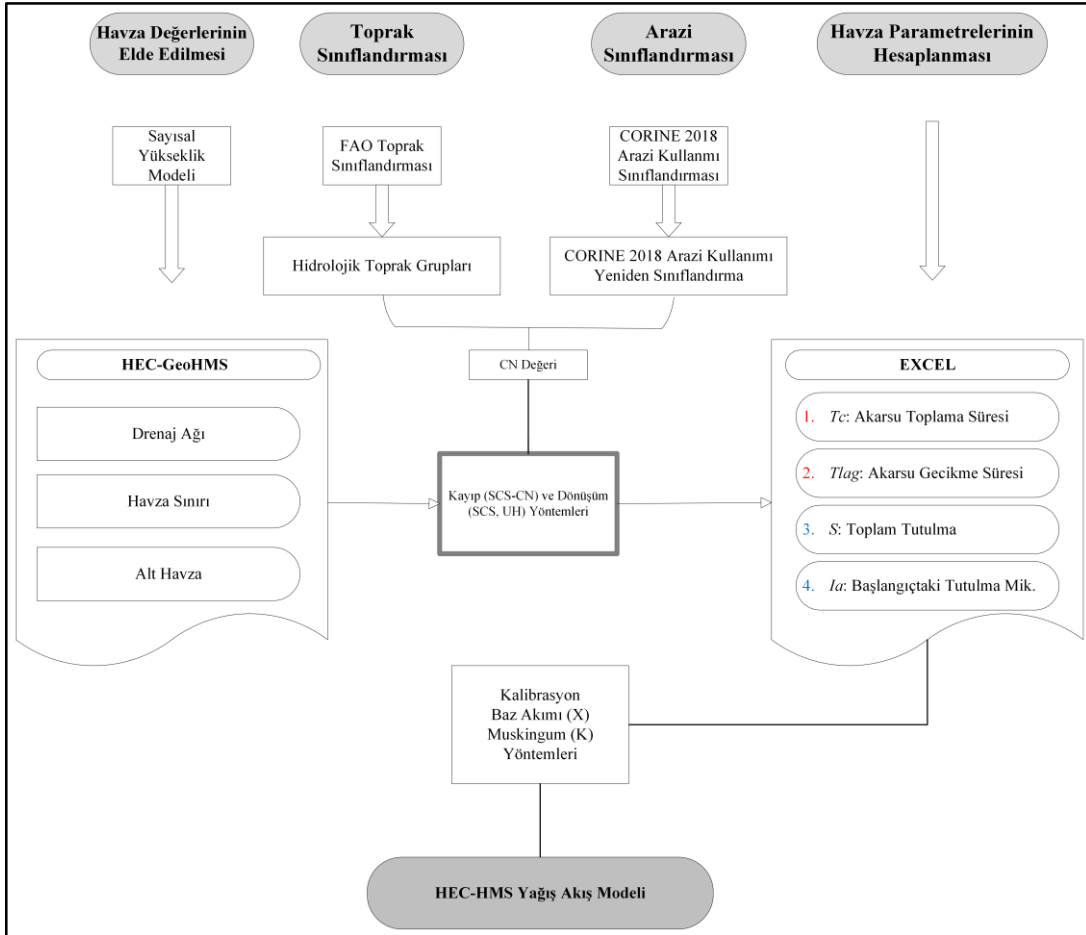 Havza Değerlerinin
Elde Edilmesi
Toprak
Sınıflandırması
Arazi
Sınıflandırması
Havza Parametrelerinin
Hesaplanması
Sayısal
Yükseklik
Modeli
FAO Toprak
Sınıflandırması
CORINE 2018
Arazi Kullanmı
Sınıflandırması
Hidrolojik Toprak Grupları
CORINE 2018 Arazi Kullanımı
Yeniden Sınıflandırma
CN Değeri
HEC-GeoHMS
Drenaj Ağı
Havza Sınırı
Alt Havza
Kayıp (SCS-CN) ve Dönüşüm
(SCS, UH) Yöntemleri
EXCEL
1. Tc: Akarsu Toplama Süresi
2. Tlag: Akarsu Gecikme Süresi
3. S: Toplam Tutulma
4. Ia: Başlangıçtaki Tutulma Mik.
Kalibrasyon
Baz Akımı (X)
Muskingum (K)
Yöntemleri
HEC-HMS Yağış Akış Modeli